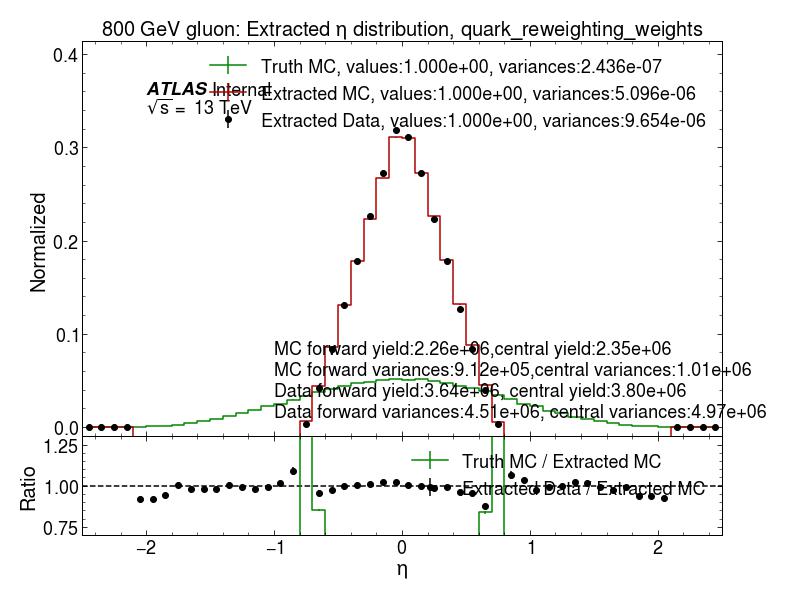 800 GeV gluon: Extracted η distribution, quark_reweighting_weights
Truth MC, values:1.000e+00, variances:2.436e-07
ATLAS Internal
Extracted MC, values:1.000e+00, variances:5.096e-06
√s = 13 TeV
Extracted Data, values:1.000e+00, variances:9.654e-06
MC forward yield:2.26e+06,central yield:2.35e+06
MC forward variances:9.12e+05,central variances:1.01e+06
Data forward yield:3.64e+06, central yield:3.80e+06
Data forward variances:4.51e+06, central variances:4.97e+06
Normalized
0.4
0.3
0.2
0.1
0.0
Truth MC / Extracted MC
Extracted Data / Extracted MC
Ratio
1.25
1.00
0.75
−2 −1 0 1 2
η